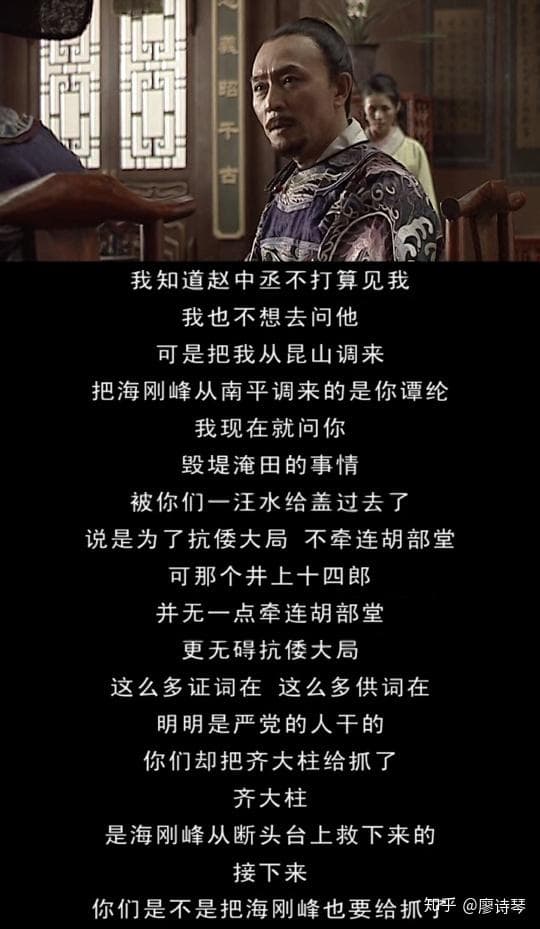 义昭千古
我知道赵中丞不打算见我
我也不想去问他
可是把我从昆山调来
把海刚峰从南平调来的是你谭纶
我现在就问你
毁堤淹田的事情
被你们一汪水给盖过去了
说是为了抗倭大局 不牵连胡部堂
可那个井上十四郎
并无一点牵连胡部堂
更无碍抗倭大局
这么多证词在 这么多供词在
明明是严党的人干的
你们却把齐大柱给抓了
齐大柱
是海刚峰从断头台上救下来的
接下来
你们是不是把海刚峰也要给抓了
知乎 @廖诗琴